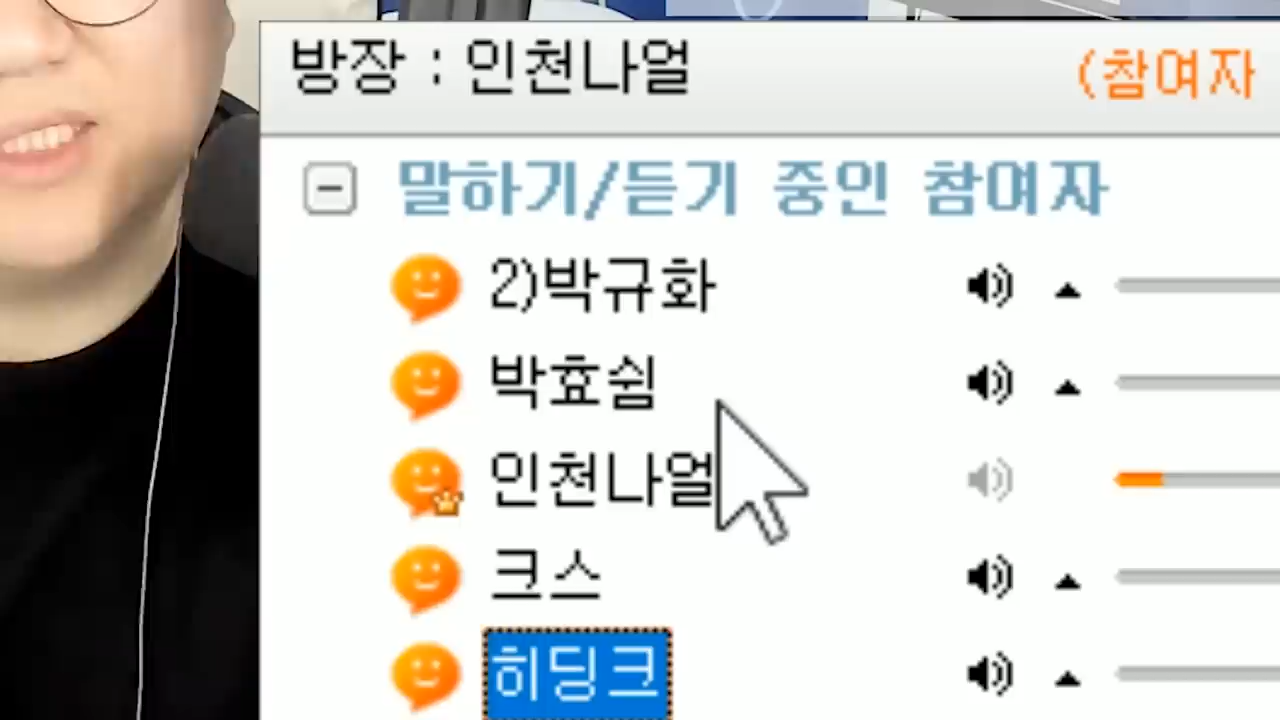 방장 : 인천나얼
(참여자
말하기/듣기 중인 참여자
2)박규화
박효쉼
인천나얼
크스
히딩크